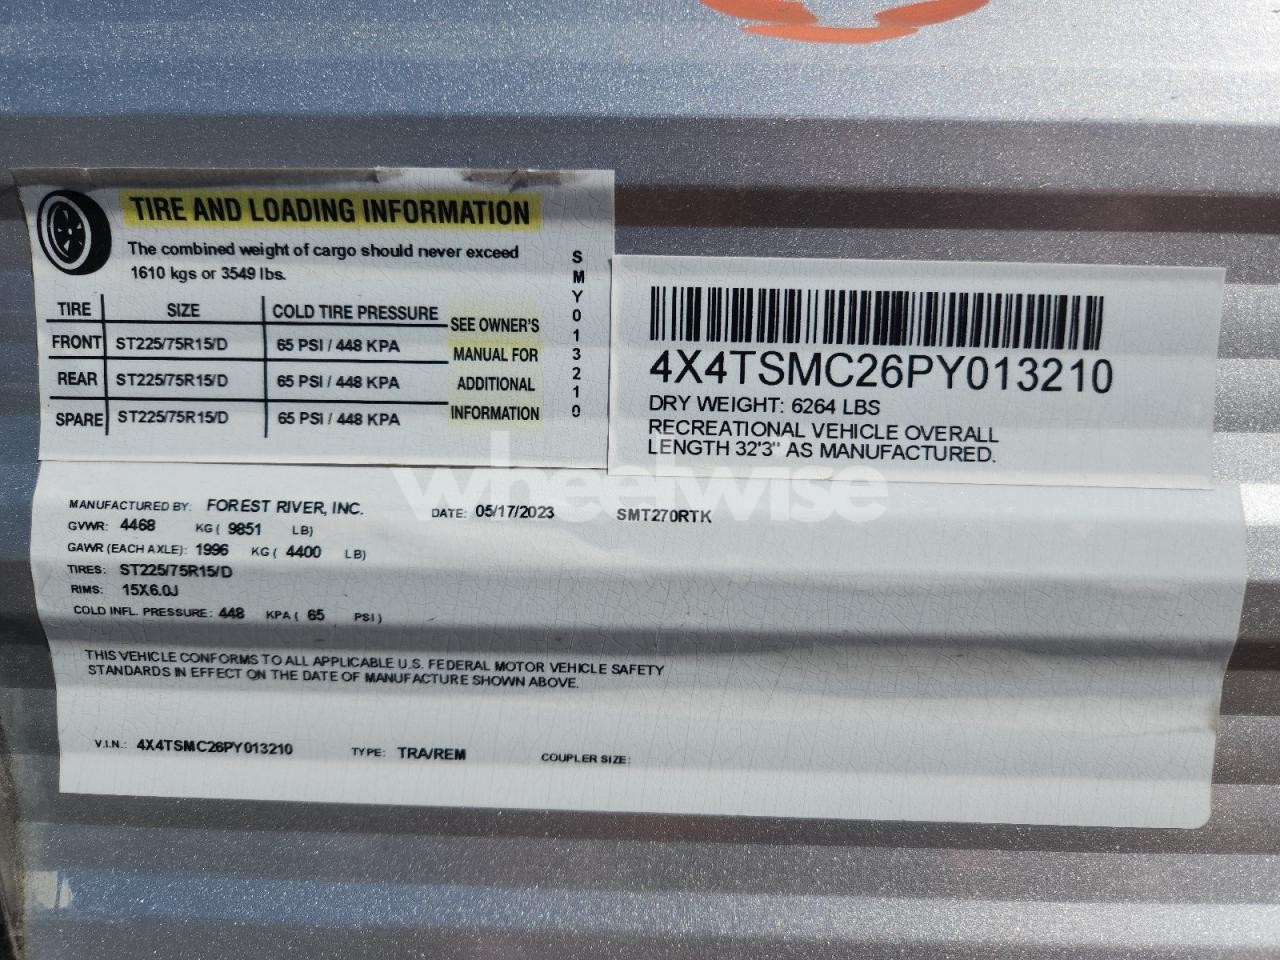 TIRE AND LOADING INFORMATION
The combined weight of cargo should never exceed
1610 kgs or 3549 lbs.
TIRE SIZE COLD TIRE PRESSURE
FRONT ST225/75R15/D 65 PSI / 448 KPA
REAR ST225/75R15/D 65 PSI / 448 KPA
SPARE ST225/75R15/D 65 PSI / 448 KPA
SEE OWNER'S
MANUAL FOR
ADDITIONAL
INFORMATION
SMY013210
4X4TSMC26PY013210
DRY WEIGHT: 6264 LBS
RECREATIONAL VEHICLE OVERALL
LENGTH 32'3" AS MANUFACTURED.
wheelwise
MANUFACTURED BY: FOREST RIVER, INC. DATE: 05/17/2023 SMT270RTK
GVWR: 4468 KG ( 9851 LB)
GAWR (EACH AXLE): 1996 KG ( 4400 LB)
TIRES: ST225/75R15/D
RIMS: 15X6.0J
COLD INFL. PRESSURE: 448 KPA ( 65 PSI)
THIS VEHICLE CONFORMS TO ALL APPLICABLE U.S. FEDERAL MOTOR VEHICLE SAFETY
STANDARDS IN EFFECT ON THE DATE OF MANUFACTURE SHOWN ABOVE.
V.I.N.: 4X4TSMC26PY013210 TYPE: TRA/REM COUPLER SIZE: